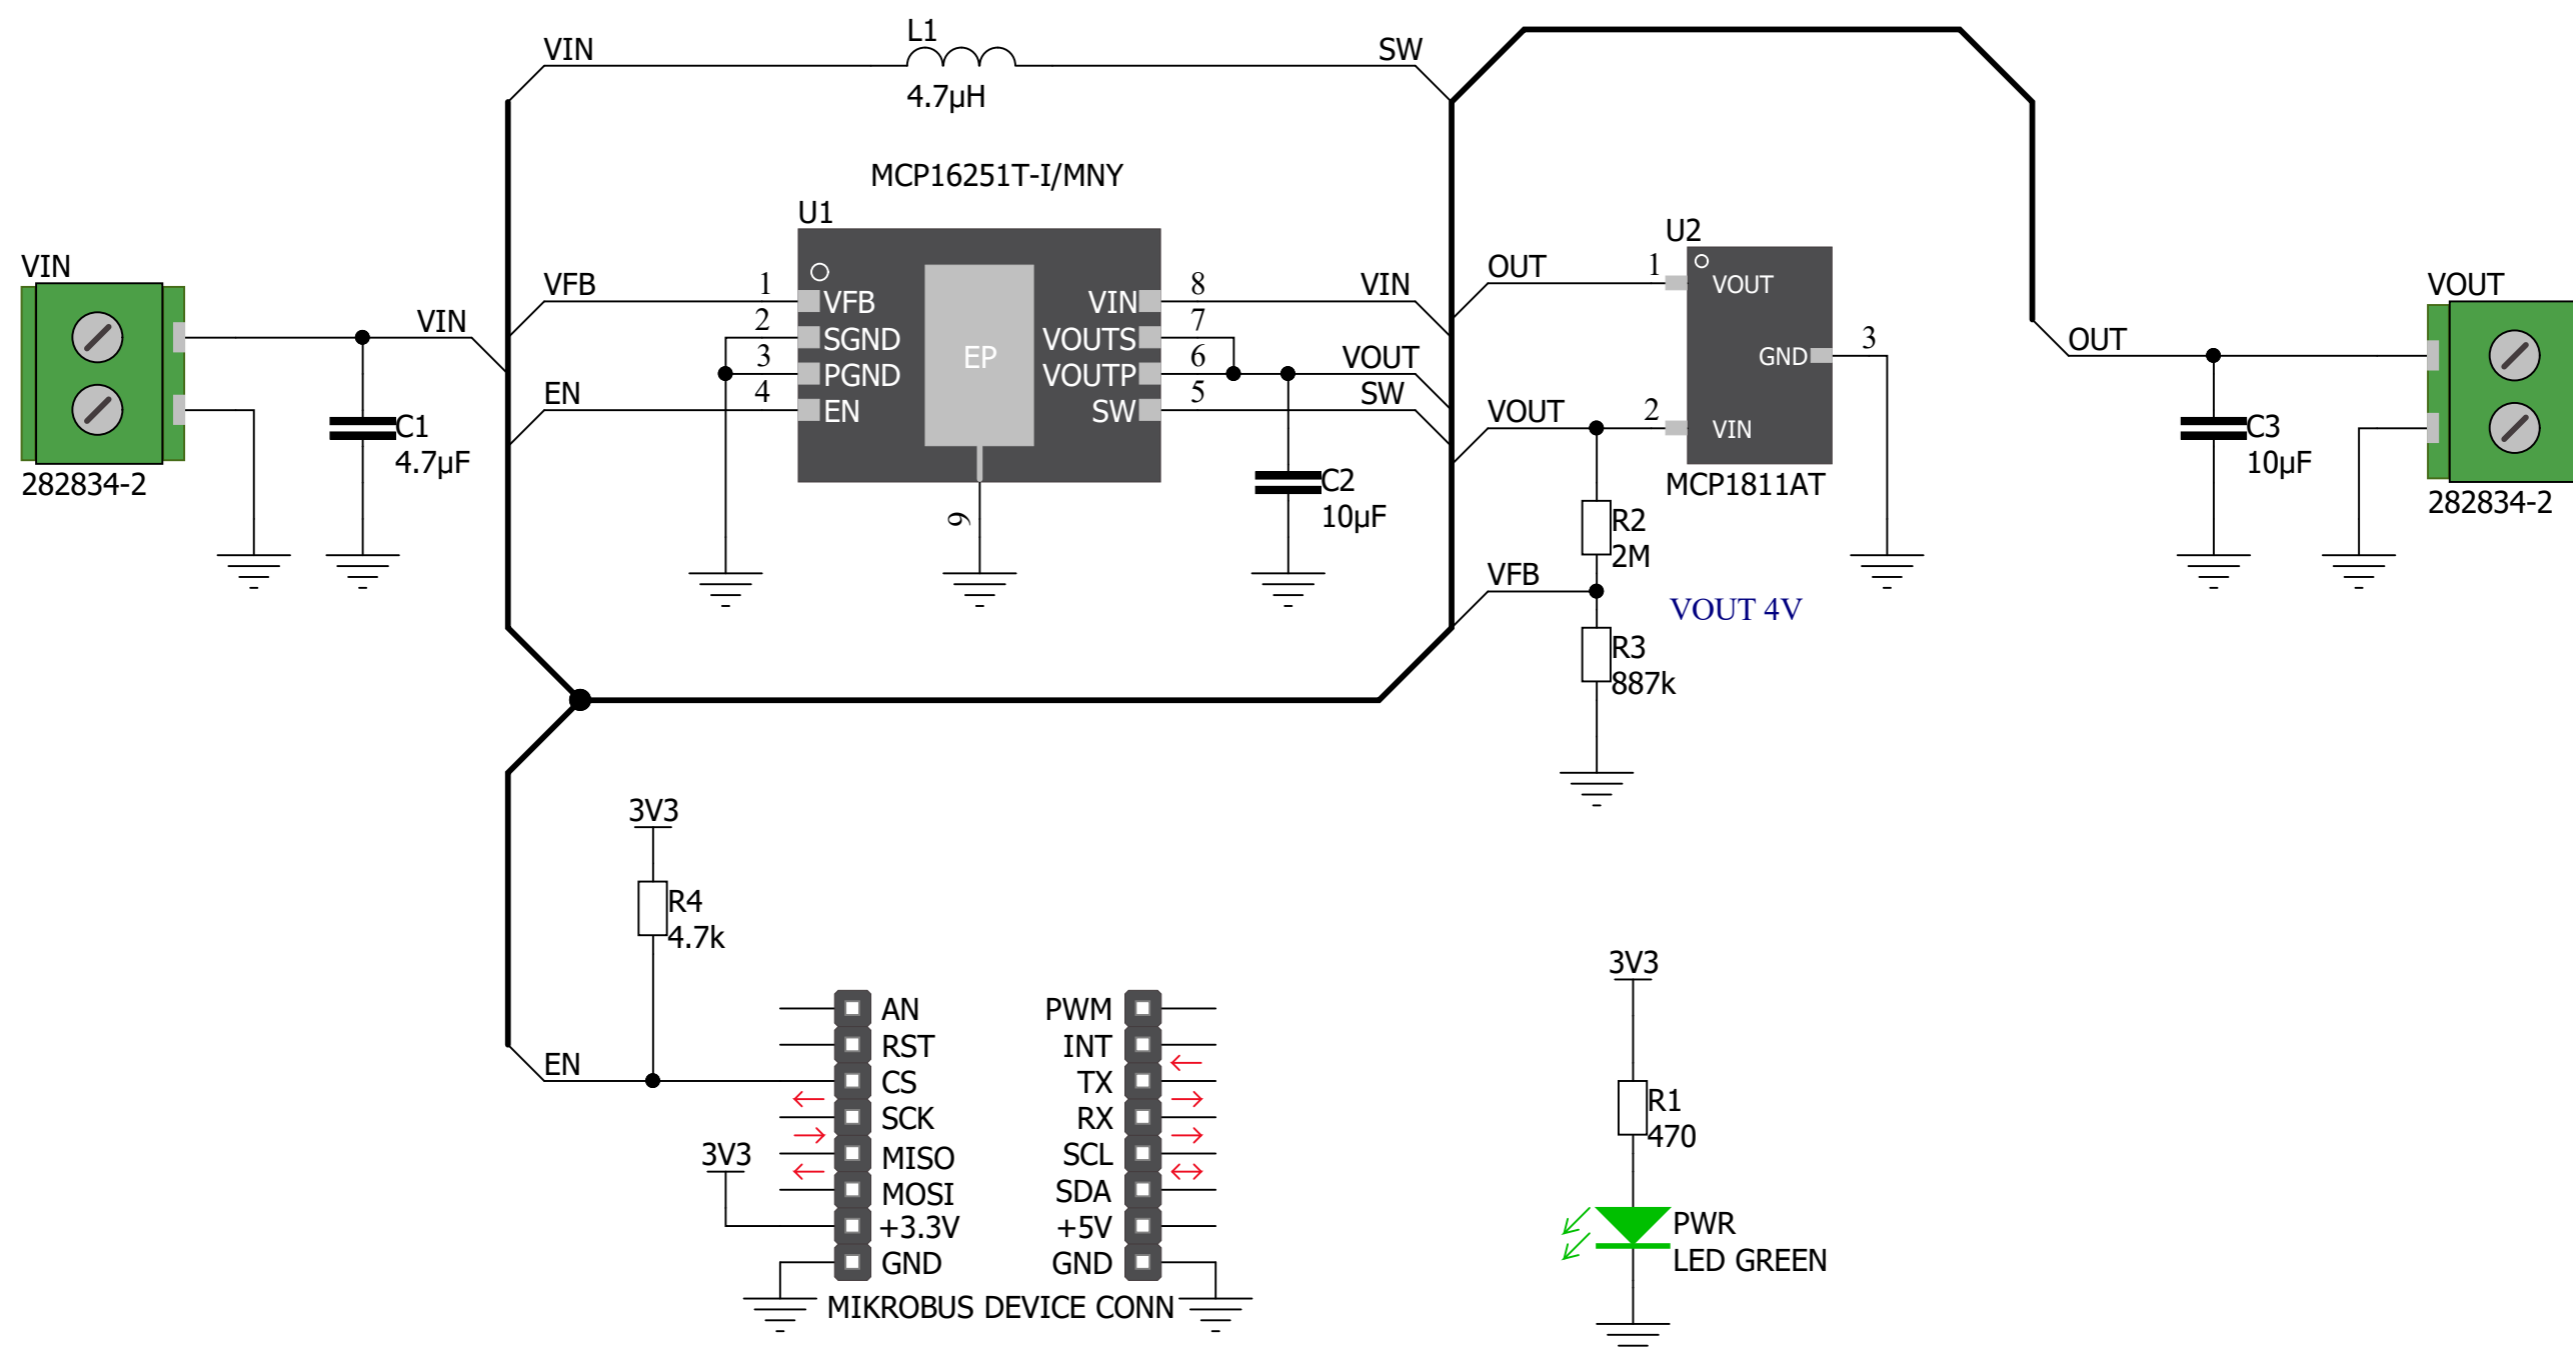 L1
VIN
SW
4.7µH
MCP16251T-I/MNY
U1
U2
VIN
VFB
1
VFB
VIN
8
VIN
OUT
1
VOUT
VOUT
VIN
2
SGND
VOUTS
7
OUT
3
PGND
EP
VOUTP
6
VOUT
GND
3
EN
4
EN
SW
5
SW
VOUT
2
VIN
C1
4.7µF
C3
10µF
282834-2
MCP1811AT
282834-2
C2
10µF
9
R2
2M
VFB
VOUT 4V
R3
887k
3V3
R4
4.7k
3V3
AN
PWM
RST
INT
EN
CS
TX
SCK
RX
R1
470
3V3
MISO
SCL
MOSI
SDA
+3.3V
+5V
PWR
GND
GND
LED GREEN
MIKROBUS DEVICE CONN